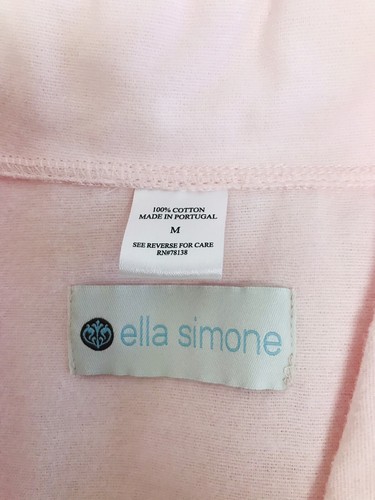 100% COTTON
MADE IN PORTUGAL
M
SEE REVERSE FOR CARE
RN#78138
ella simone